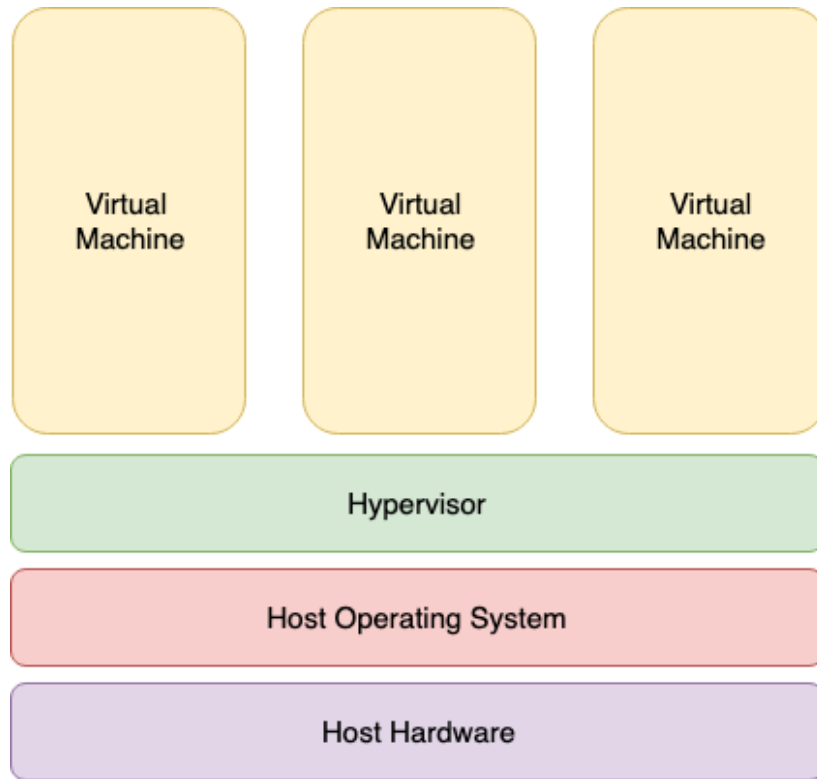 Virtual
Machine
Virtual
Machine
Virtual
Machine
Hypervisor
Host Operating System
Host Hardware